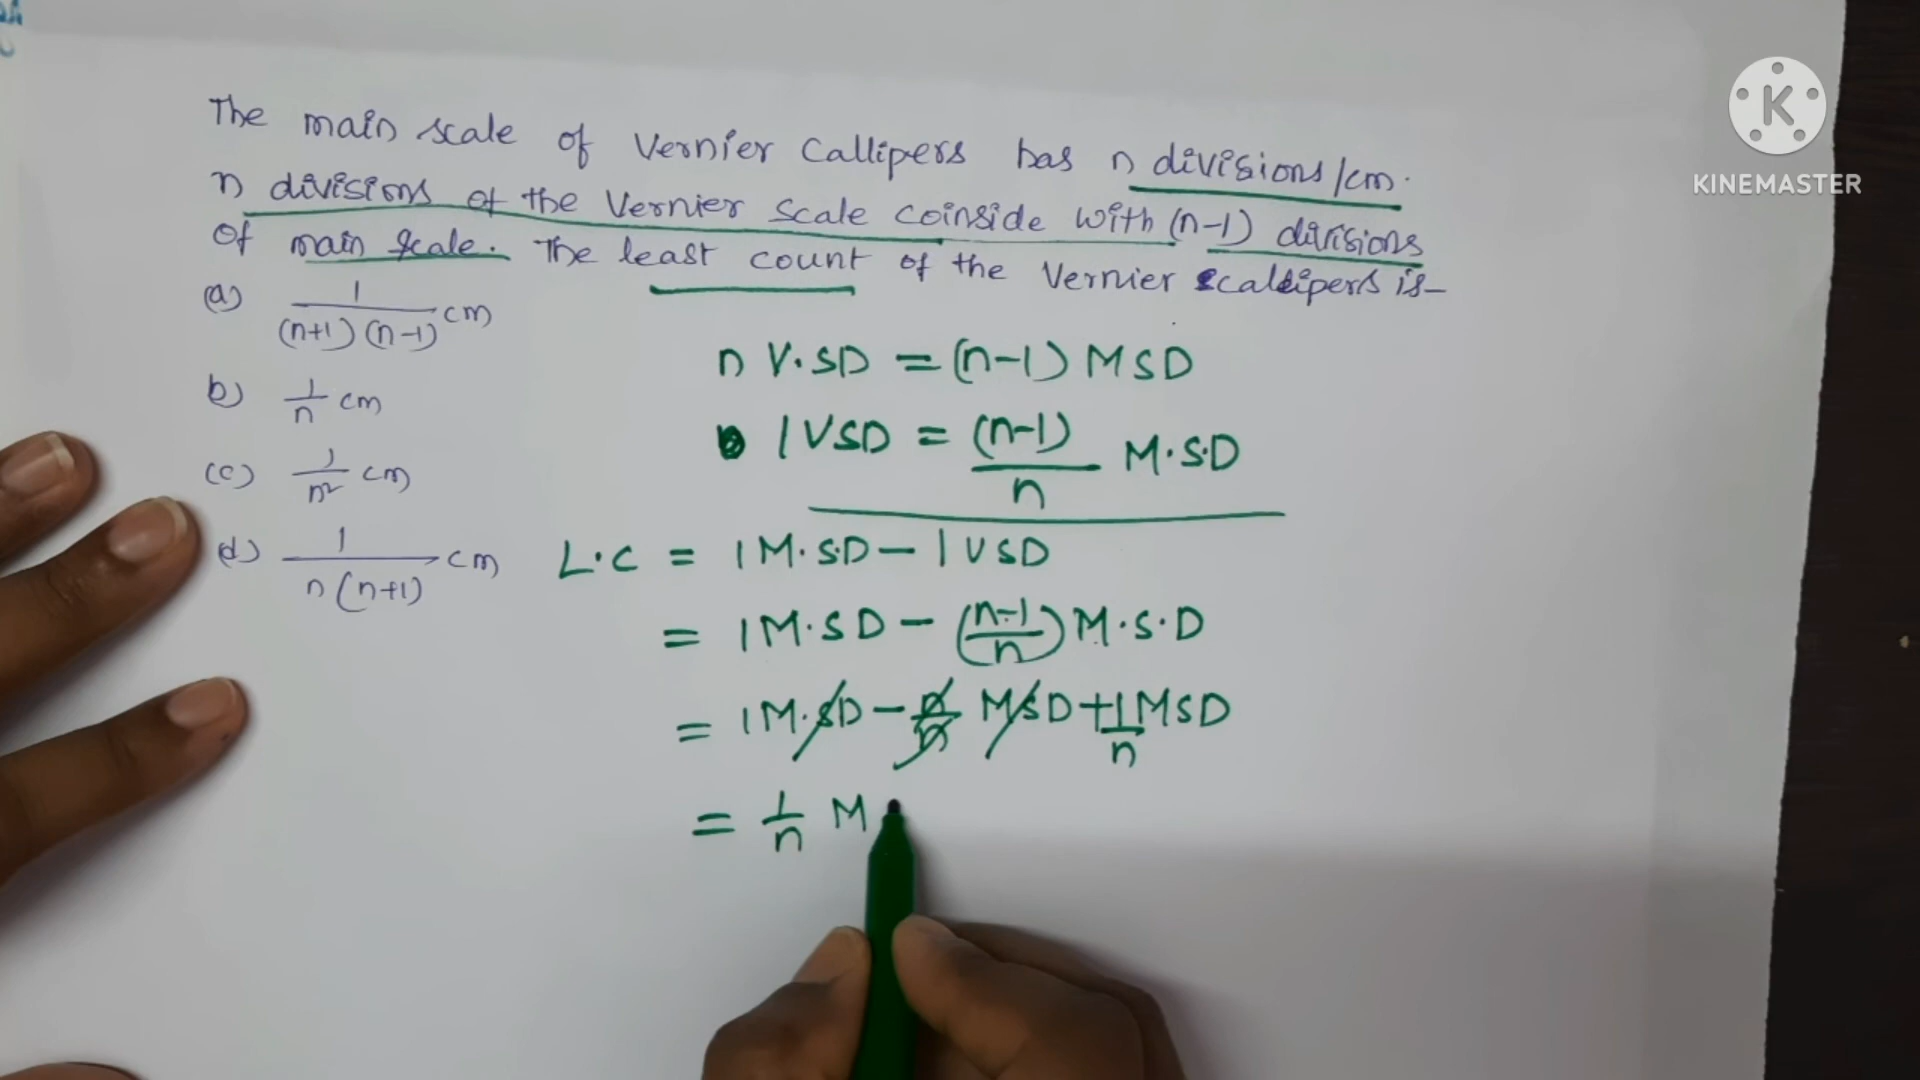 The main scale of Vernier Callipers has n divisions/cm.
n divisions of the Vernier scale coinside with (n-1) divisions
of main scale. The least count of the Vernier scallipers is-
(a) 1/(n+1)(n-1) cm
b) 1/n cm
(c) 1/n² cm
(d) 1/n(n+1) cm
n V.SD = (n-1) MSD
1 VSD = (n-1)/n M.S.D
L.C = 1 M.S.D - 1 VSD
= 1 M.S.D - (n-1/n) M.S.D
= 1 M.SD - n/n MSD + 1/n MSD
= 1/n M
K
KINEMASTER